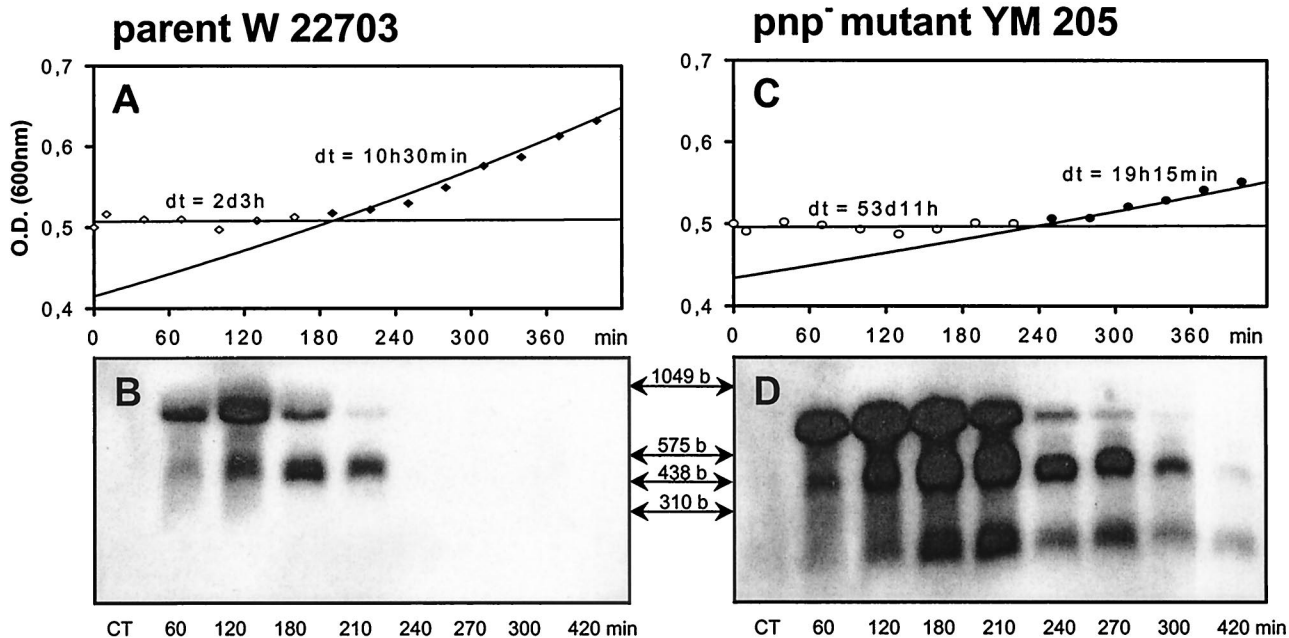 parent W 22703
pnp- mutant YM 205
O.D. (600nm)
0,7
0,6
0,5
0,4
A
dt = 10h30min
dt = 2d3h
0 60 120 180 240 300 360 min
0,7
0,6
0,5
0,4
C
dt = 19h15min
dt = 53d11h
0 60 120 180 240 300 360 min
B
1049 b
575 b
438 b
310 b
D
CT 60 120 180 210 240 270 300 420 min
CT 60 120 180 210 240 270 300 420 min